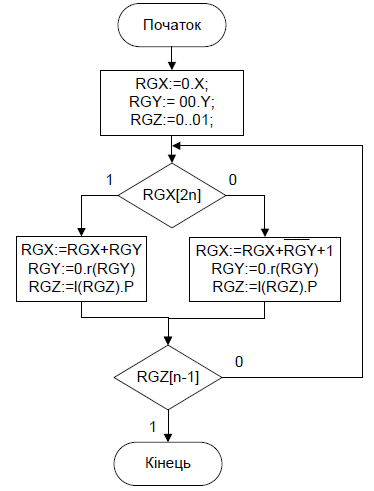 Початок
RGX:=0.X;
RGY:= 00.Y;
RGZ:=0..01;
1
0
RGX[2n]
RGX:=RGX+RGY
RGY:=0.r(RGY)
RGZ:=l(RGZ).P
RGX:=RGX+R̅G̅Y̅+1
RGY:=0.r(RGY)
RGZ:=l(RGZ).P
RGZ[n-1]
0
1
Кінець